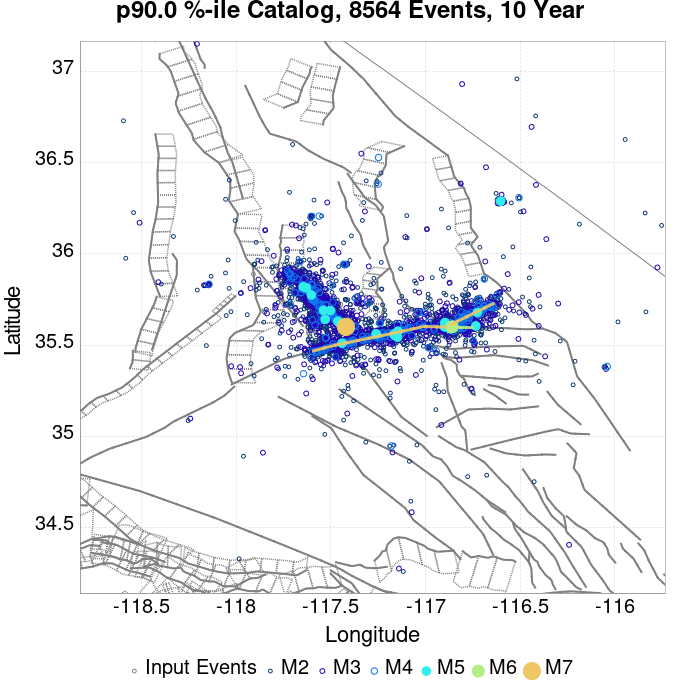 p90.0 %-ile Catalog, 8564 Events, 10 Year
37
36.5
36
35.5
35
34.5
Latitude
-118.5 -118 -117.5 -117 -116.5 -116
Longitude
Input Events M2 M3 M4 M5 M6 M7